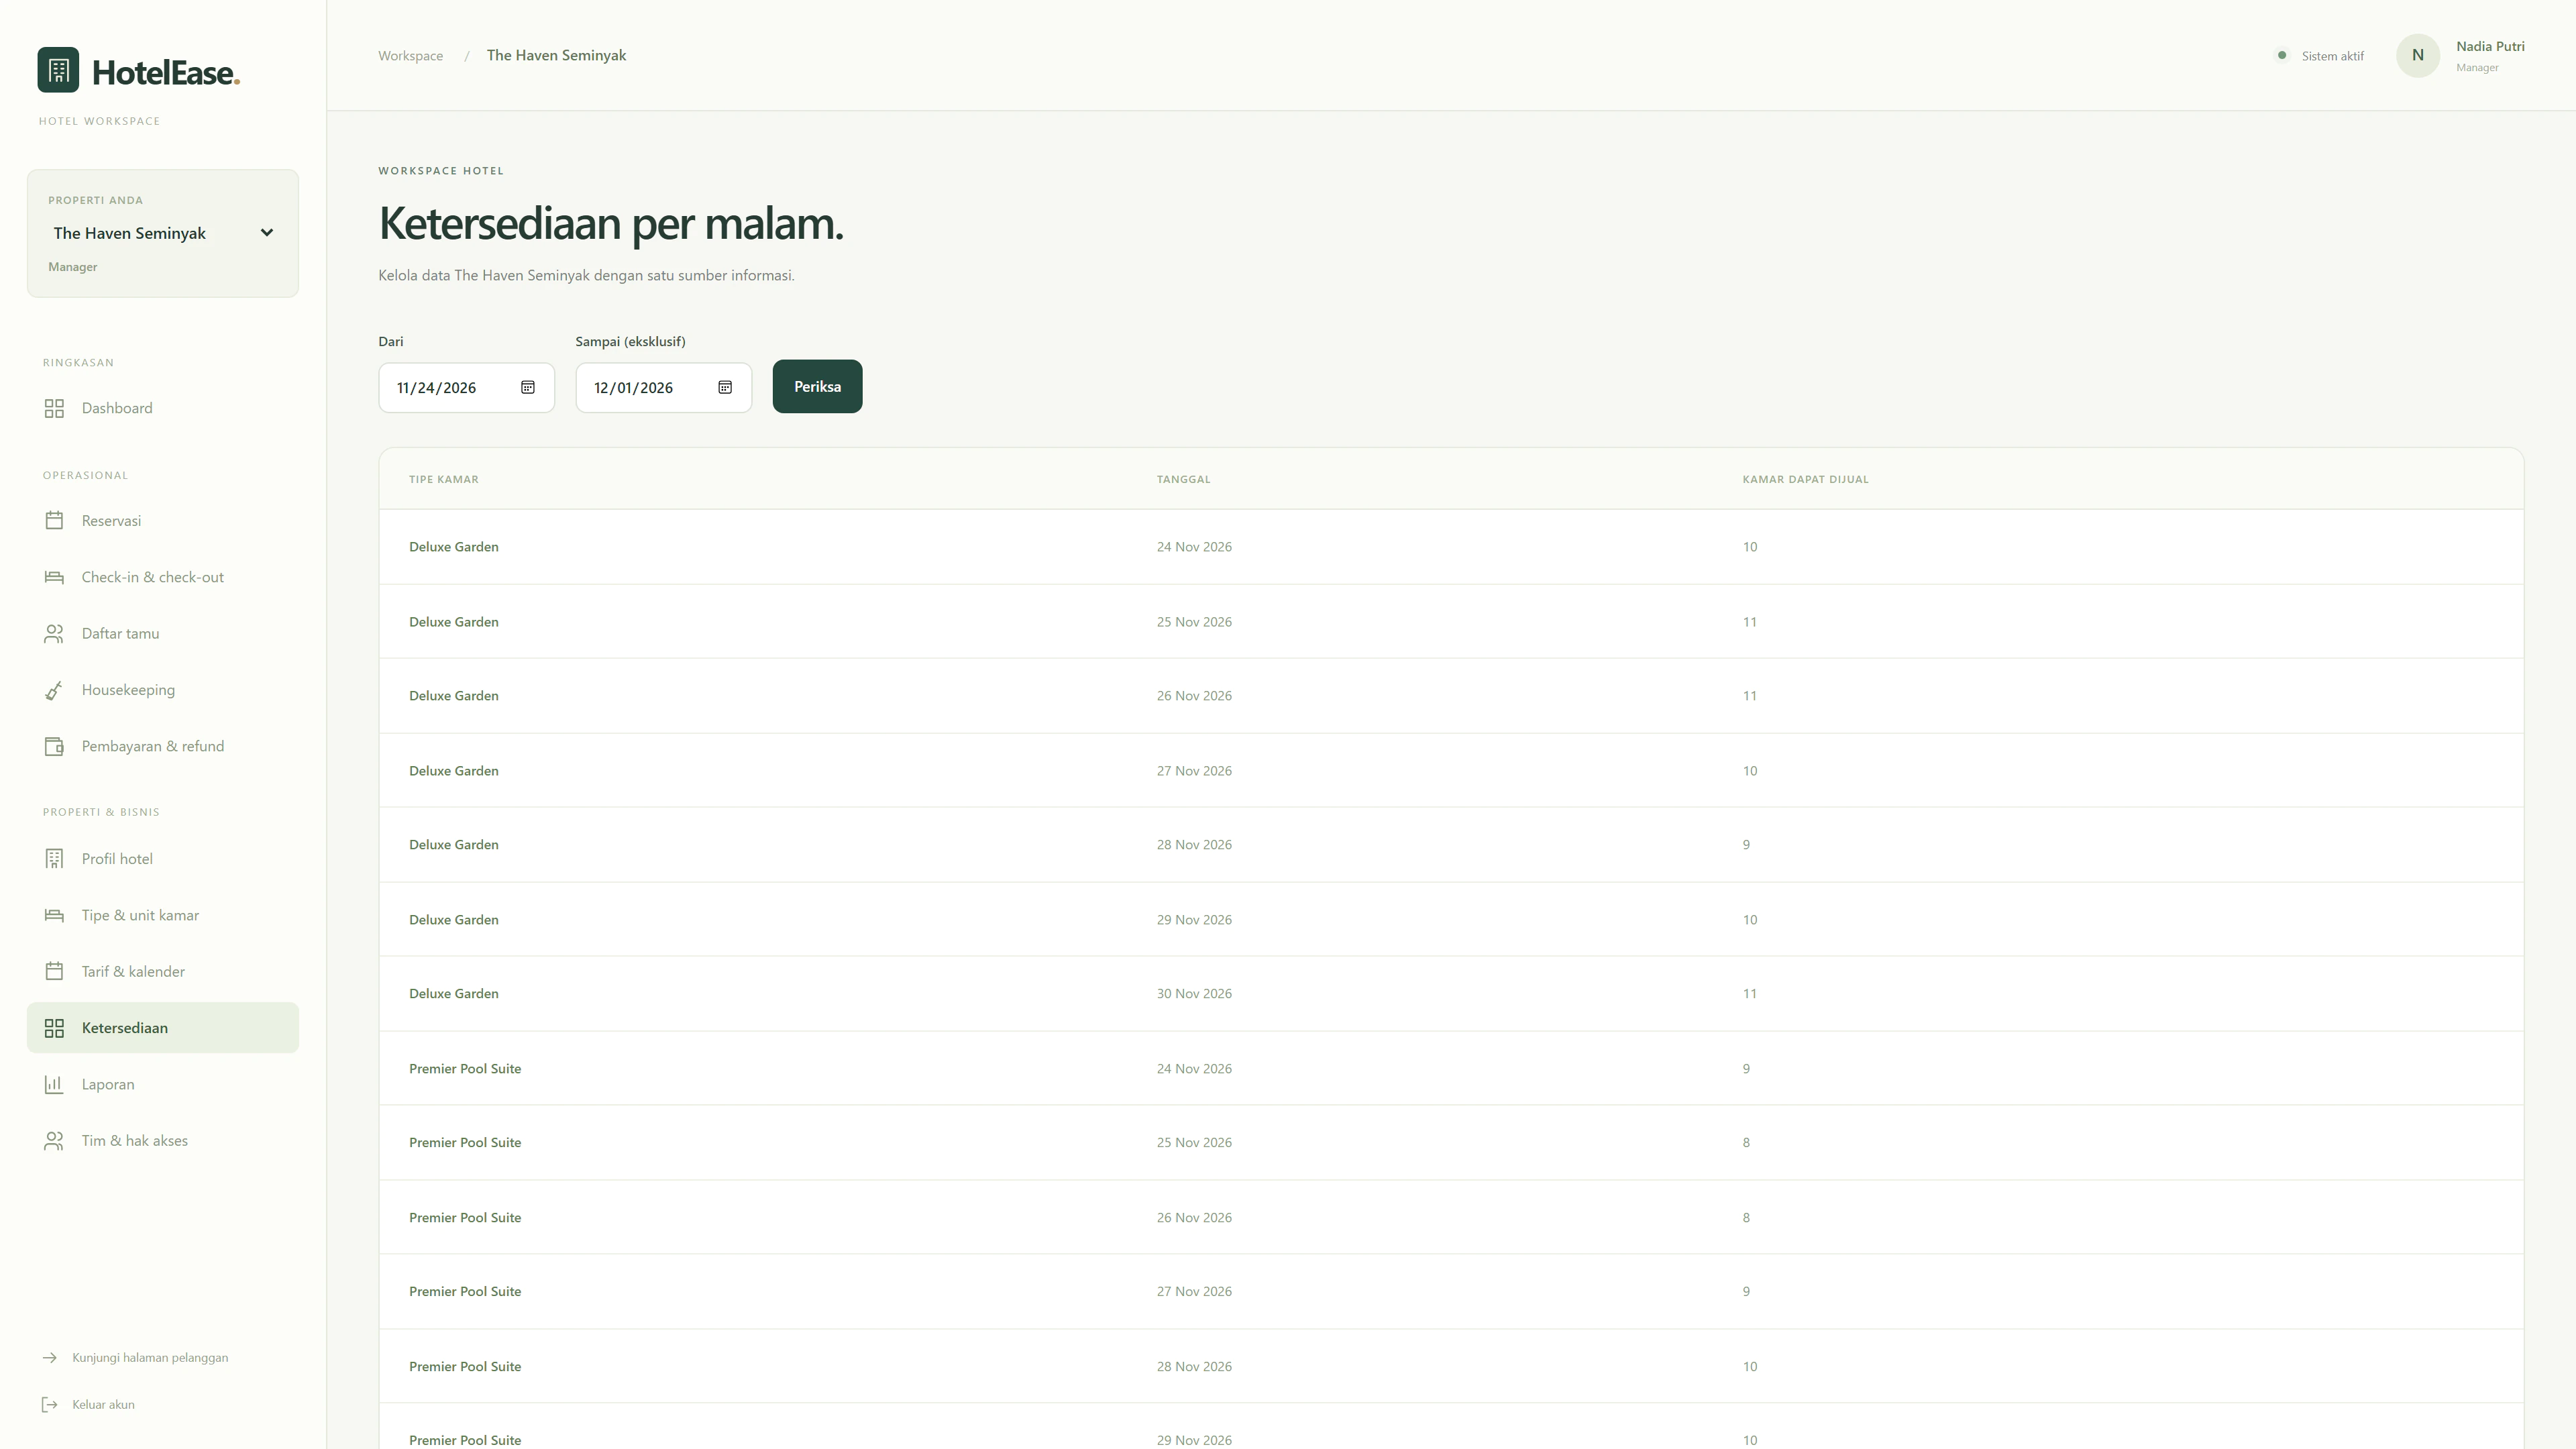 HotelEase.
HOTEL WORKSPACE
PROPERTI ANDA
The Haven Seminyak
Manager
RINGKASAN
Dashboard
OPERASIONAL
Reservasi
Check-in & check-out
Daftar tamu
Housekeeping
Pembayaran & refund
PROPERTI & BISNIS
Profil hotel
Tipe & unit kamar
Tarif & kalender
Ketersediaan
Laporan
Tim & hak akses
Kunjungi halaman pelanggan
Keluar akun
Workspace / The Haven Seminyak
Sistem aktif
N
Nadia Putri
Manager
WORKSPACE HOTEL
Ketersediaan per malam.
Kelola data The Haven Seminyak dengan satu sumber informasi.
Dari
11/24/2026
Sampai (eksklusif)
12/01/2026
Periksa
TIPE KAMAR TANGGAL KAMAR DAPAT DIJUAL
Deluxe Garden 24 Nov 2026 10
Deluxe Garden 25 Nov 2026 11
Deluxe Garden 26 Nov 2026 11
Deluxe Garden 27 Nov 2026 10
Deluxe Garden 28 Nov 2026 9
Deluxe Garden 29 Nov 2026 10
Deluxe Garden 30 Nov 2026 11
Premier Pool Suite 24 Nov 2026 9
Premier Pool Suite 25 Nov 2026 8
Premier Pool Suite 26 Nov 2026 8
Premier Pool Suite 27 Nov 2026 9
Premier Pool Suite 28 Nov 2026 10
Premier Pool Suite 29 Nov 2026 10